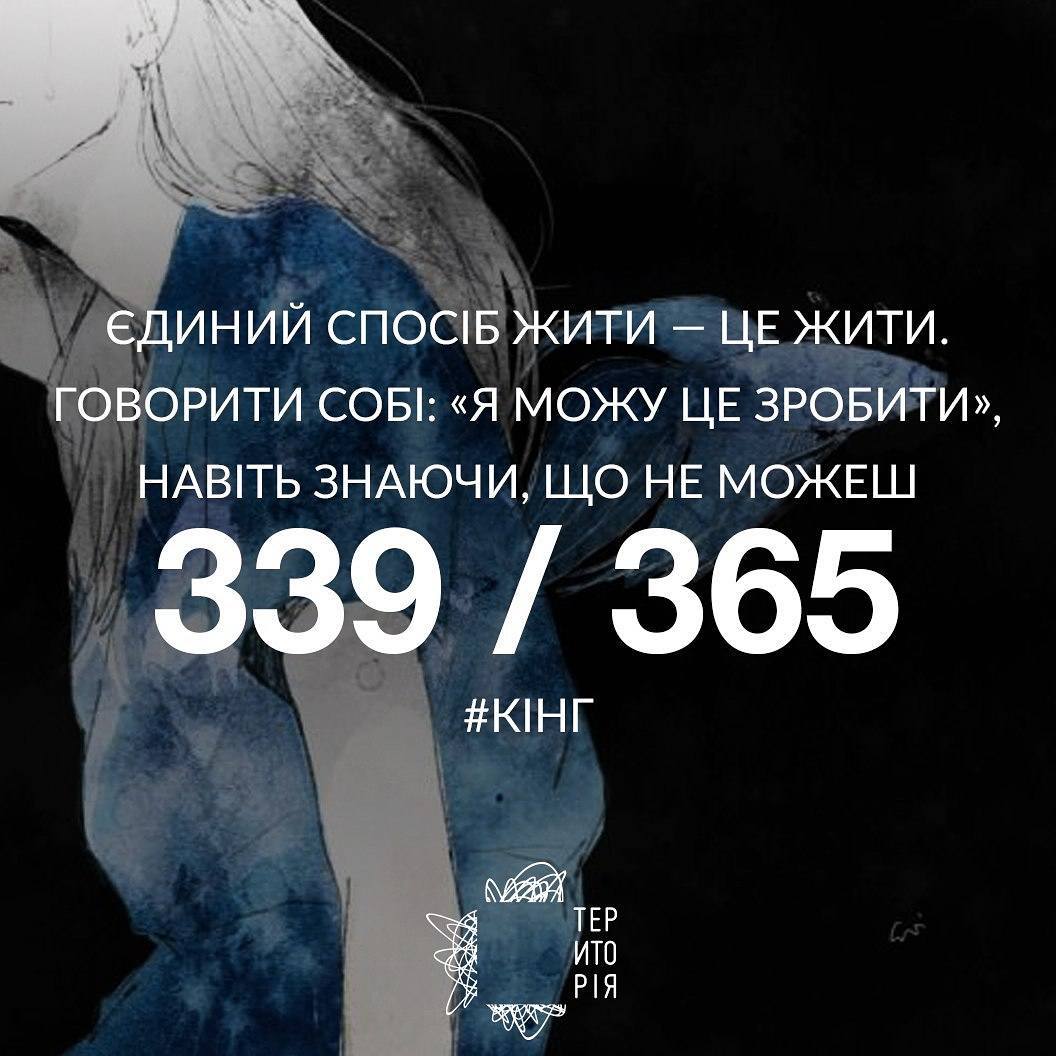 ЄДИНИЙ СПОСІБ ЖИТИ — ЦЕ ЖИТИ.
ГОВОРИТИ СОБІ: «Я МОЖУ ЦЕ ЗРОБИТИ»,
НАВІТЬ ЗНАЮЧИ, ЩО НЕ МОЖЕШ
339 / 365
#КІНГ
ТЕР
ИТО
РІЯ